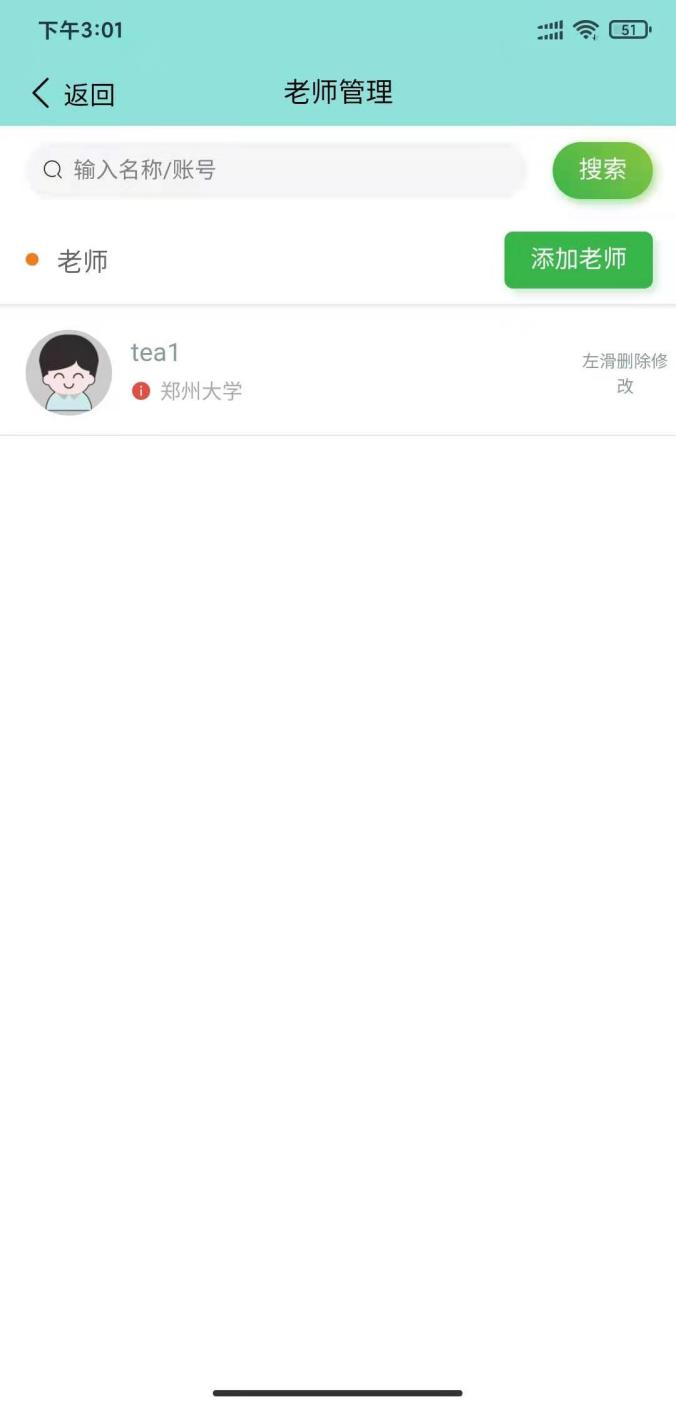 下午3:01
51
返回
老师管理
输入名称/账号
搜索
老师
添加老师
tea1
郑州大学
左滑删除修
改